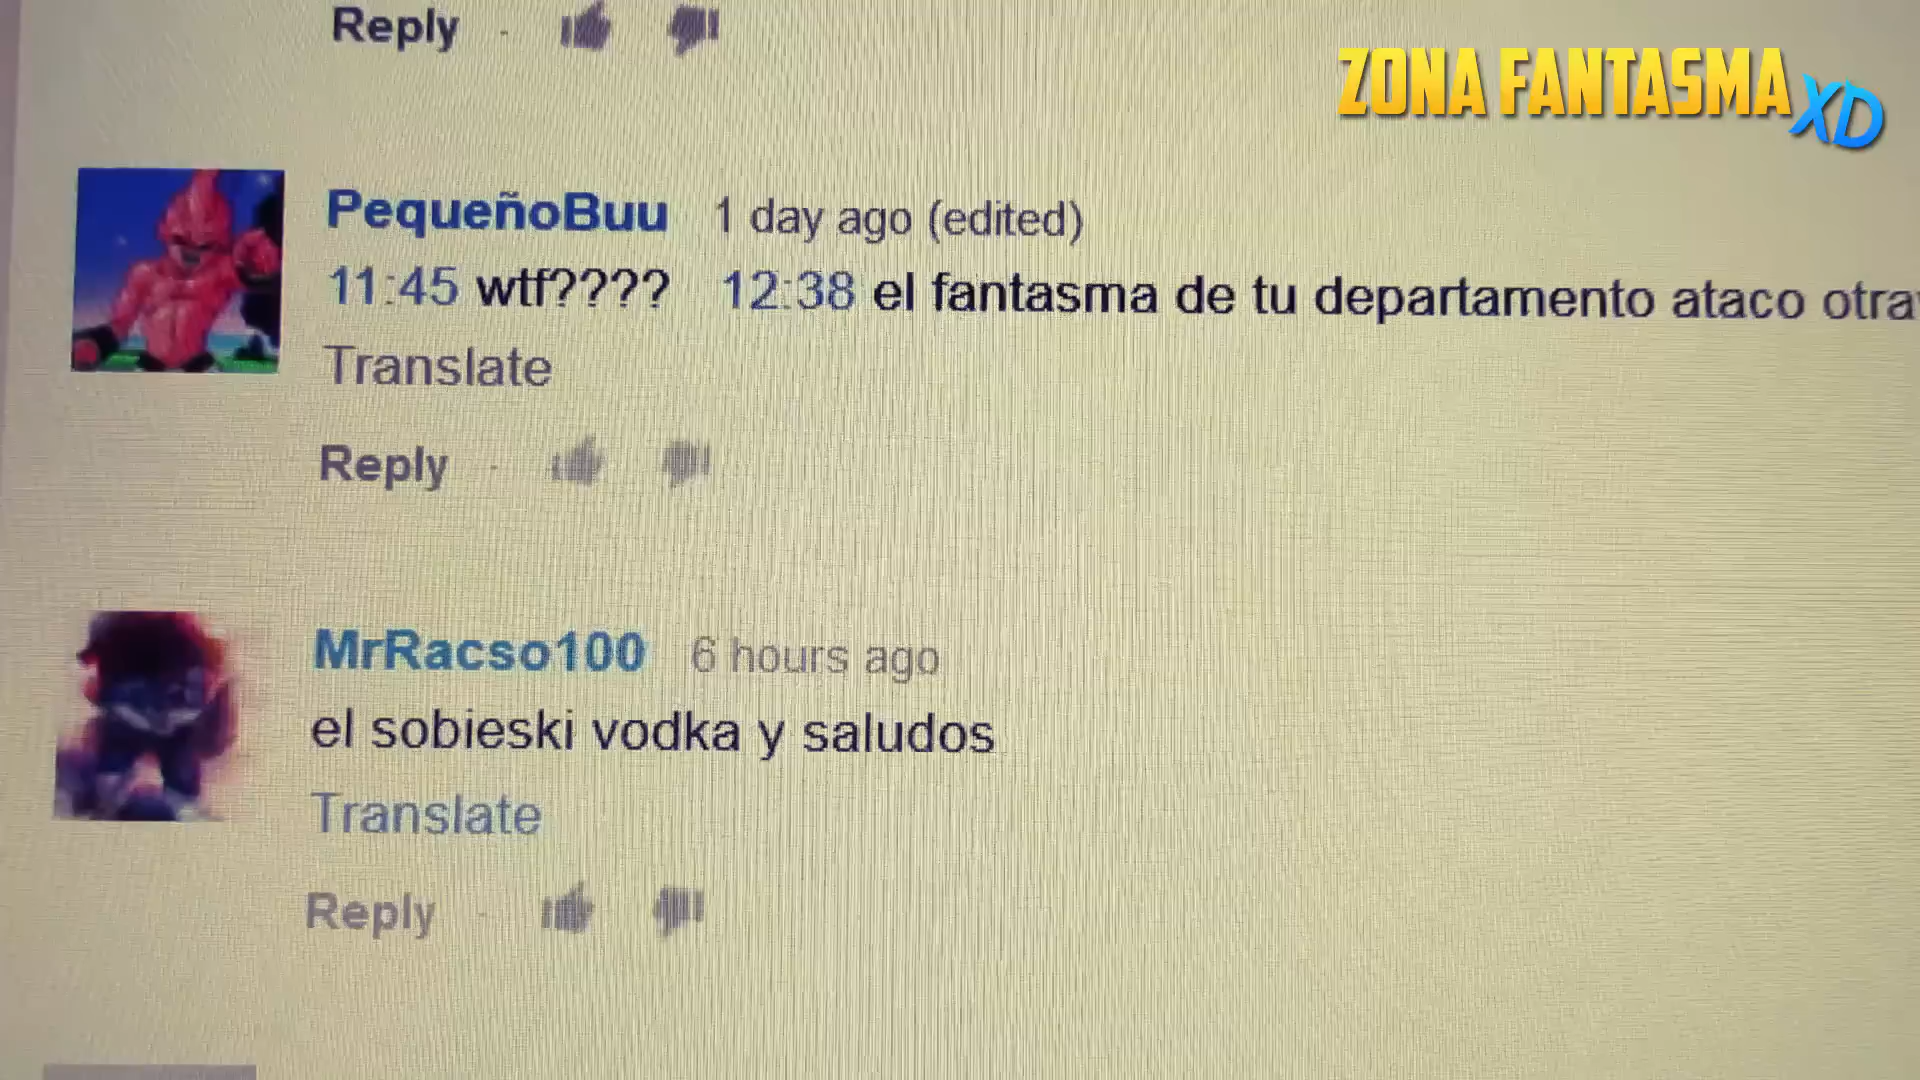 Reply
ZONA FANTASMA XD
PequeñoBuu 1 day ago (edited)
11:45 wtf???? 12:38 el fantasma de tu departamento ataco otra
Translate
Reply
MrRacso100 6 hours ago
el sobieski vodka y saludos
Translate
Reply